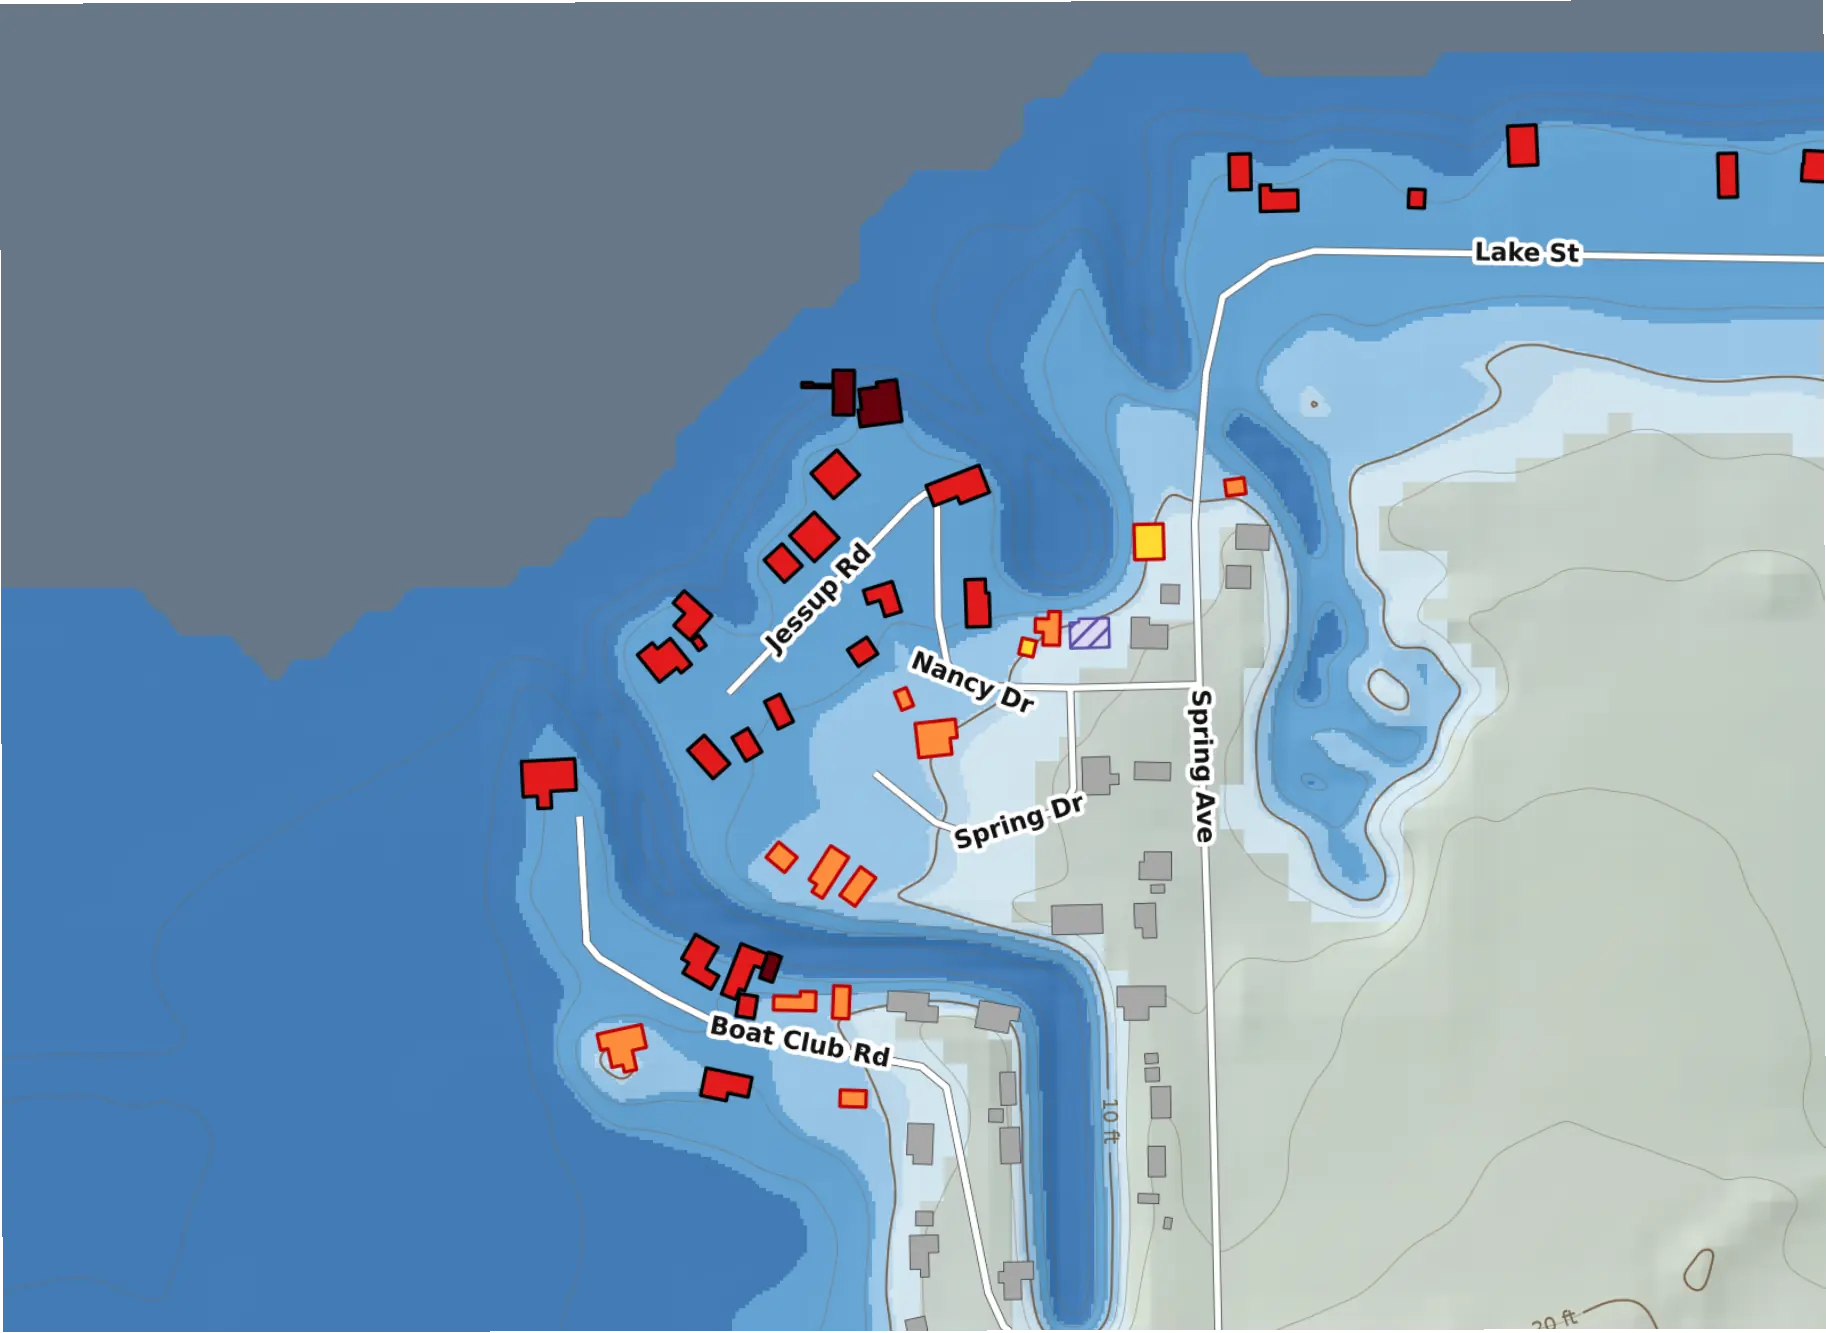 Lake St
Jessup Rd
Nancy Dr
Spring Ave
Spring Dr
Boat Club Rd
10 ft
20 ft